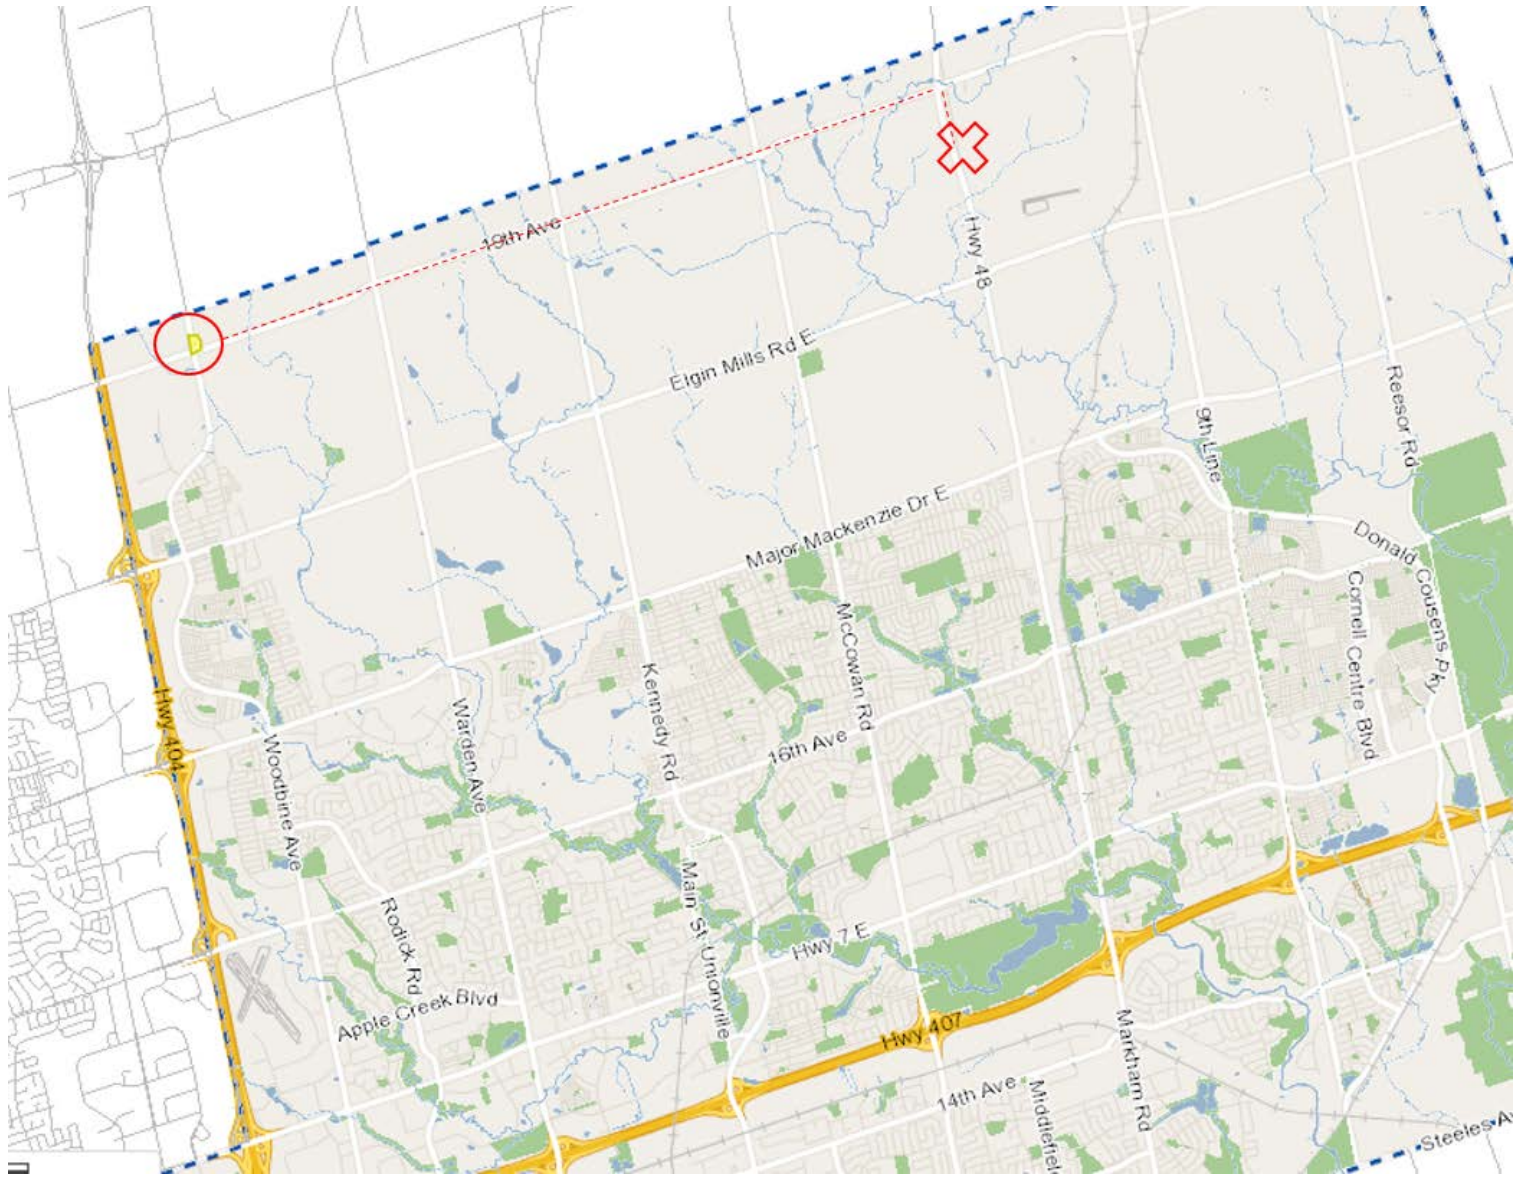 19th Ave
Hwy 48
D
Elgin Mills Rd E
Reesor Rd
9th Line
Major Mackenzie Dr E
Donald Cousens Pky
Cornell Centre Blvd
McCowan Rd
Kennedy Rd
Hwy 404
Warden Ave
Woodbine Ave
16th Ave
Main St Unionville
Rodick Rd
Hwy 7 E
Apple Creek Blvd
Hwy 407
Markham Rd
14th Ave
Middlefiel
Steeles A